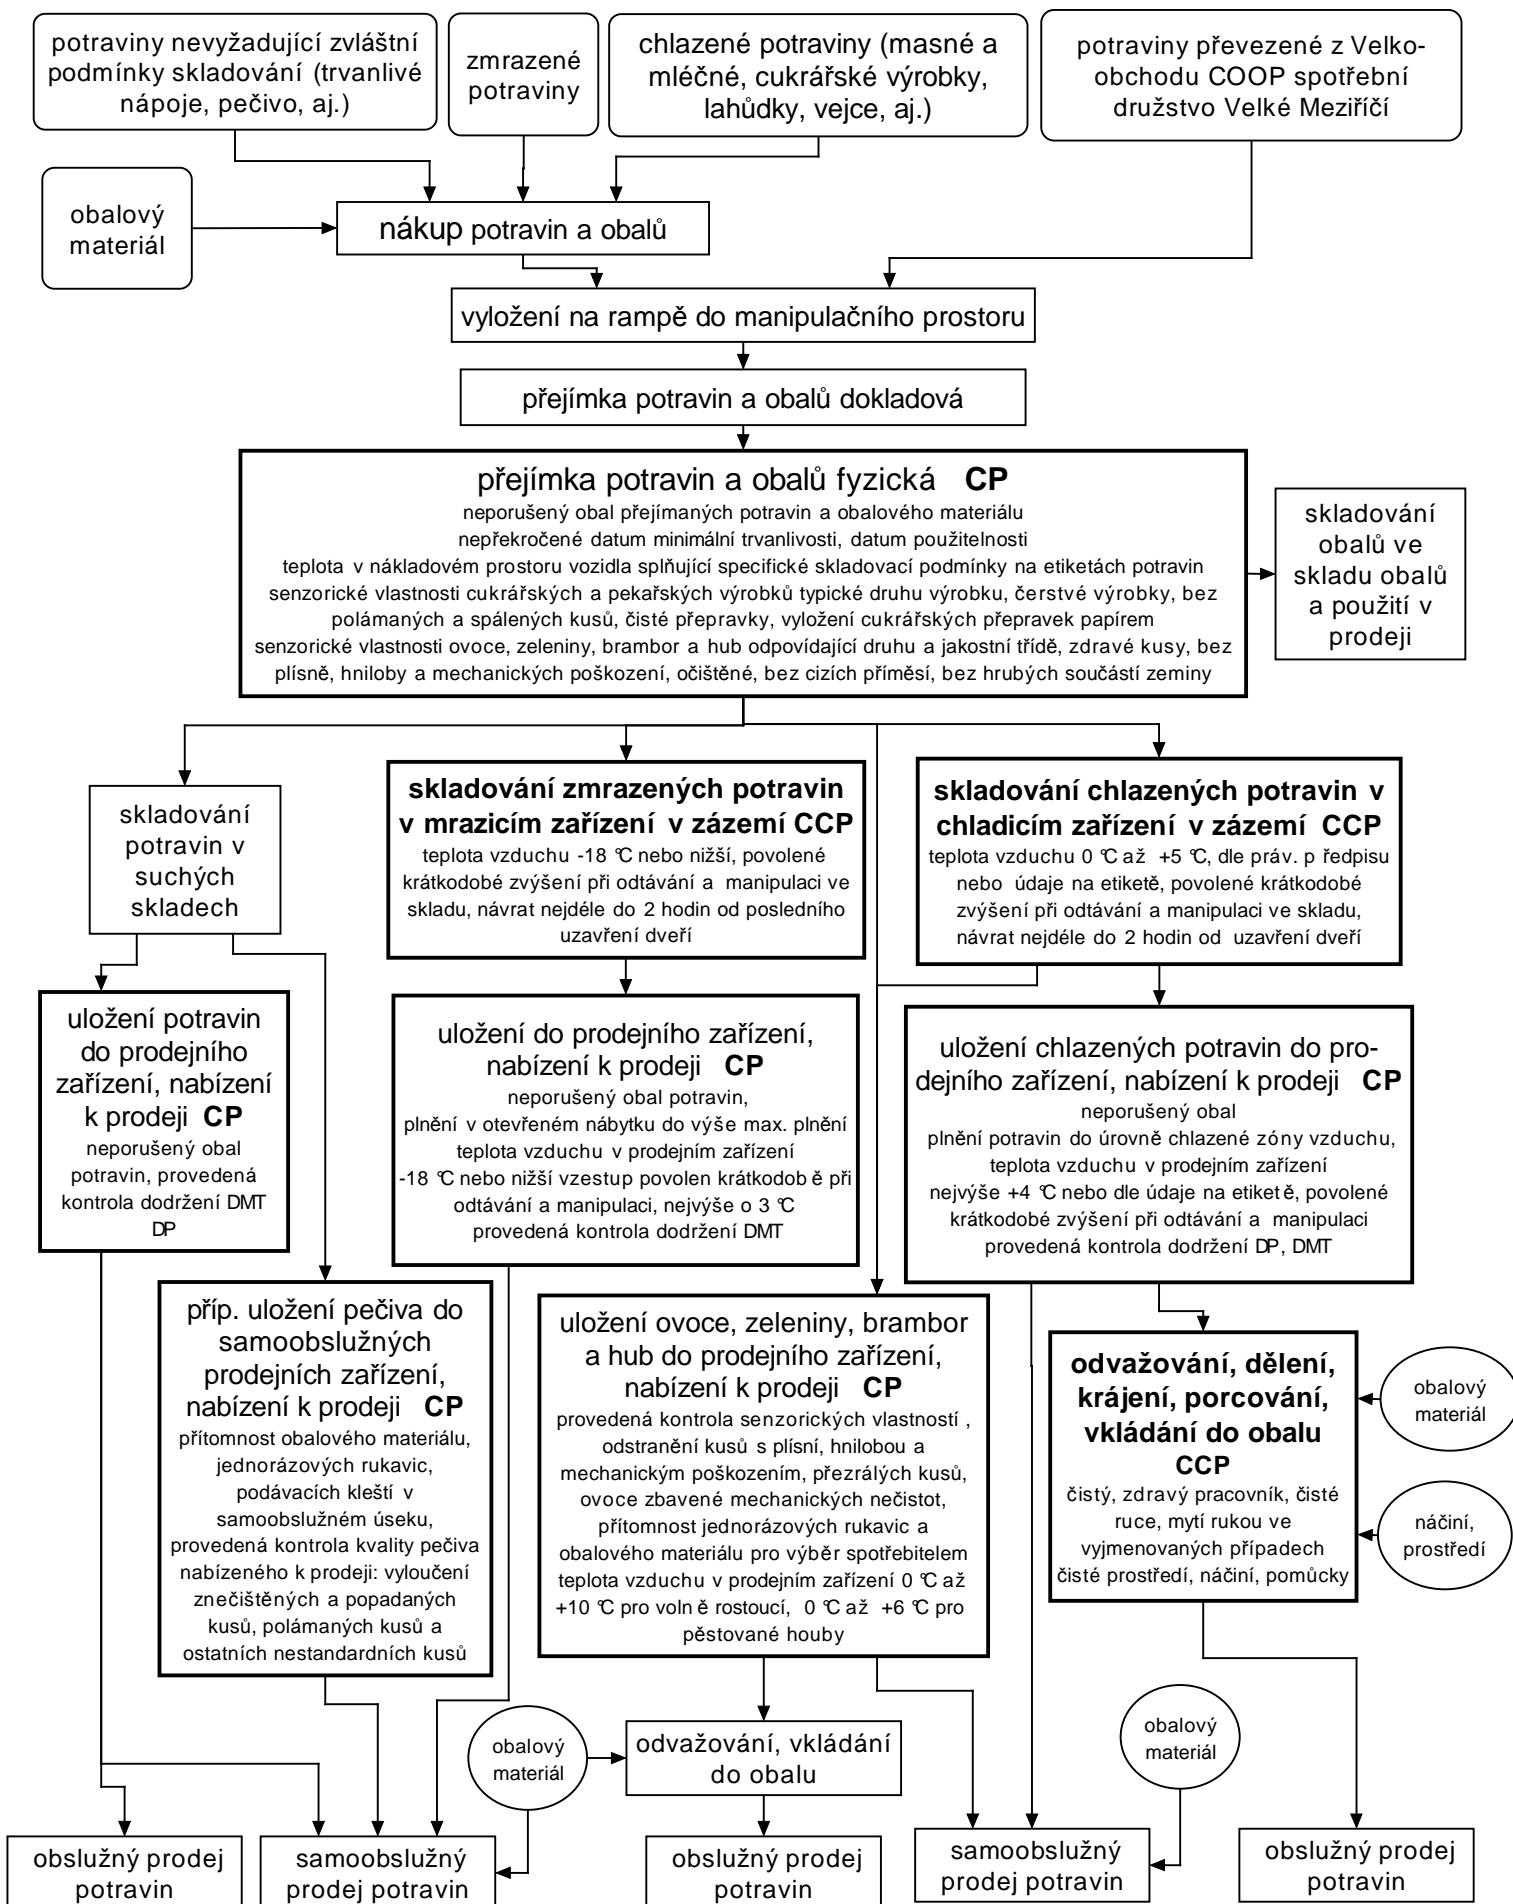 potraviny nevyžadující zvláštní
podmínky skladování (trvanlivé
nápoje, pečivo, aj.)
zmrazené
potraviny
chlazené potraviny (masné a
mléčné, cukrářské výrobky,
lahůdky, vejce, aj.)
potraviny převezené z Velko-
obchodu COOP spotřební
družstvo Velké Meziříčí
obalový
materiál
nákup potravin a obalů
vyložení na rampě do manipulačního prostoru
přejímka potravin a obalů dokladová
přejímka potravin a obalů fyzická CP
neporušený obal přejímaných potravin a obalového materiálu
nepřekročené datum minimální trvanlivosti, datum použitelnosti
teplota v nákladovém prostoru vozidla splňující specifické skladovací podmínky na etiketách potravin
senzorické vlastnosti cukrářských a pekařských výrobků typické druhu výrobku, čerstvé výrobky, bez
polámaných a spálených kusů, čisté přepravky, vyložení cukrářských přepravek papírem
senzorické vlastnosti ovoce, zeleniny, brambor a hub odpovídající druhu a jakostní třídě, zdravé kusy, bez
plísně, hniloby a mechanických poškození, očištěné, bez cizích příměsí, bez hrubých součástí zeminy
skladování
obalů ve
skladu obalů
a použití v
prodeji
skladování
potravin v
suchých
skladech
skladování zmrazených potravin
v mrazicím zařízení v zázemí CCP
teplota vzduchu -18 °C nebo nižší, povolené
krátkodobé zvýšení při odtávání a manipulaci ve
skladu, návrat nejdéle do 2 hodin od posledního
uzavření dveří
skladování chlazených potravin v
chladicím zařízení v zázemí CCP
teplota vzduchu 0 °C až +5 °C, dle práv. p ředpisu
nebo údaje na etiketě, povolené krátkodobé
zvýšení při odtávání a manipulaci ve skladu,
návrat nejdéle do 2 hodin od uzavření dveří
uložení potravin
do prodejního
zařízení, nabízení
k prodeji CP
neporušený obal
potravin, provedená
kontrola dodržení DMT
DP
uložení do prodejního zařízení,
nabízení k prodeji CP
neporušený obal potravin,
plnění v otevřeném nábytku do výše max. plnění
teplota vzduchu v prodejním zařízení
-18 °C nebo nižší vzestup povolen krátkodob ě při
odtávání a manipulaci, nejvýše o 3 °C
provedená kontrola dodržení DMT
uložení chlazených potravin do pro-
dejního zařízení, nabízení k prodeji CP
neporušený obal
plnění potravin do úrovně chlazené zóny vzduchu,
teplota vzduchu v prodejním zařízení
nejvýše +4 °C nebo dle údaje na etiket ě, povolené
krátkodobé zvýšení při odtávání a manipulaci
provedená kontrola dodržení DP, DMT
příp. uložení pečiva do
samoobslužných
prodejních zařízení,
nabízení k prodeji CP
přítomnost obalového materiálu,
jednorázových rukavic,
podávacích kleští v
samoobslužném úseku,
provedená kontrola kvality pečiva
nabízeného k prodeji: vyloučení
znečištěných a popadaných
kusů, polámaných kusů a
ostatních nestandardních kusů
uložení ovoce, zeleniny, brambor
a hub do prodejního zařízení,
nabízení k prodeji CP
provedená kontrola senzorických vlastností ,
odstranění kusů s plísní, hnilobou a
mechanickým poškozením, přezrálých kusů,
ovoce zbavené mechanických nečistot,
přítomnost jednorázových rukavic a
obalového materiálu pro výběr spotřebitelem
teplota vzduchu v prodejním zařízení 0 °C až
+10 °C pro voln ě rostoucí, 0 °C až +6 °C pro
pěstované houby
odvažování, dělení,
krájení, porcování,
vkládání do obalu
CCP
čistý, zdravý pracovník, čisté
ruce, mytí rukou ve
vyjmenovaných případech
čisté prostředí, náčiní, pomůcky
obalový
materiál
náčiní,
prostředí
obalový
materiál
odvažování, vkládání
do obalu
obalový
materiál
obslužný prodej
potravin
samoobslužný
prodej potravin
obslužný prodej
potravin
samoobslužný
prodej potravin
obslužný prodej
potravin